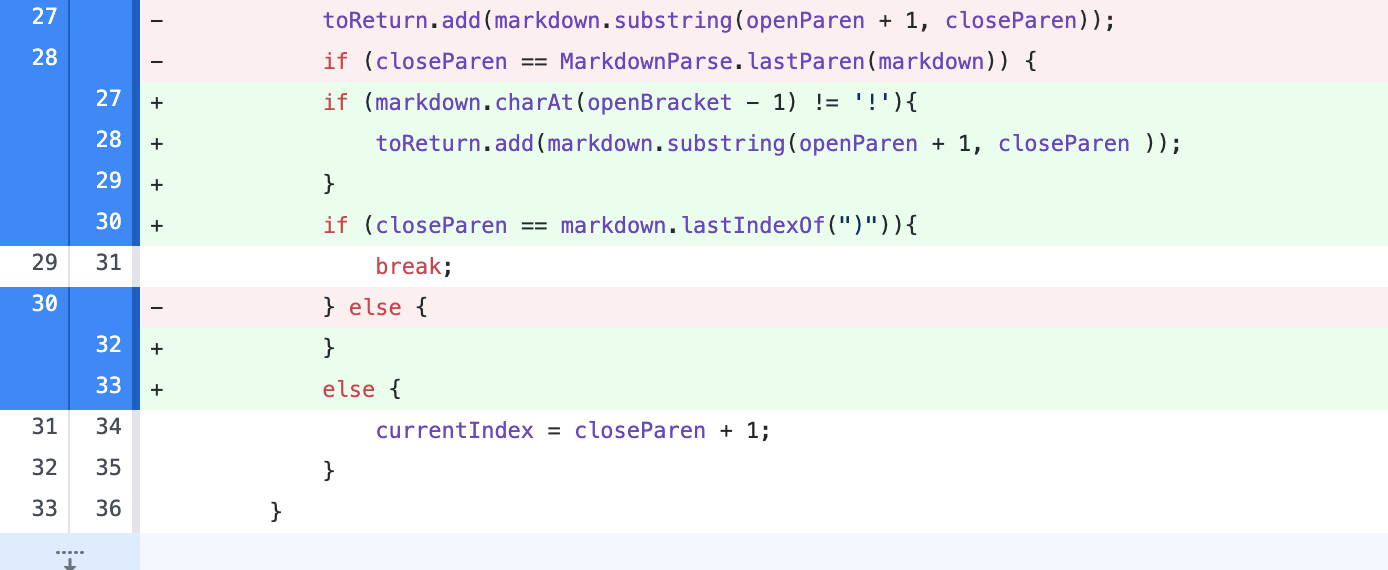 27 − toReturn.add(markdown.substring(openParen + 1, closeParen));
28 − if (closeParen == MarkdownParse.lastParen(markdown)) {
27 + if (markdown.charAt(openBracket − 1) != '!'){
28 + toReturn.add(markdown.substring(openParen + 1, closeParen ));
29 + }
30 + if (closeParen == markdown.lastIndexOf(")")){
29 31 break;
30 − } else {
32 + }
33 + else {
31 34 currentIndex = closeParen + 1;
32 35 }
33 36 }